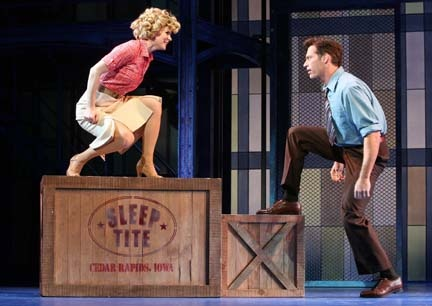 SLEEP
TITE
CEDAR RAPIDS, IOWA